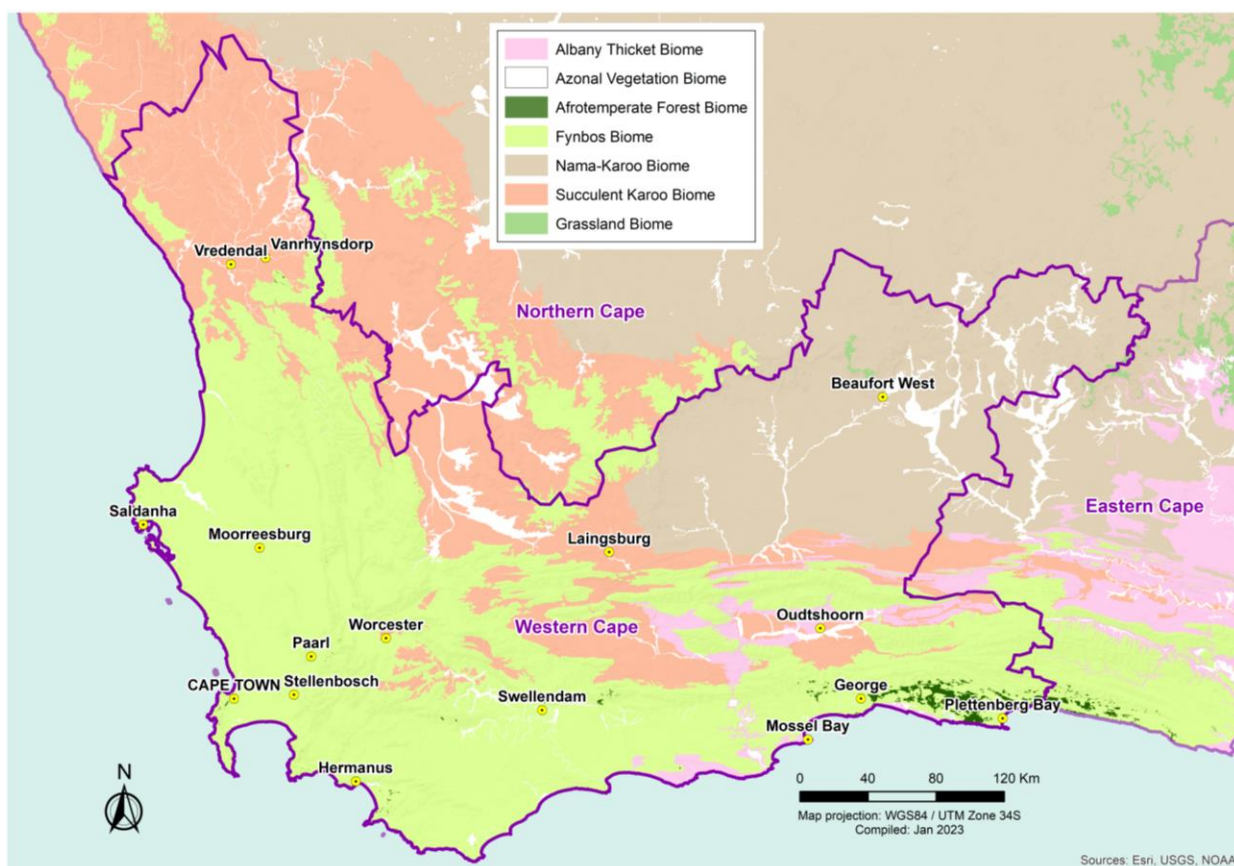 Albany Thicket Biome
Azonal Vegetation Biome
Afrotemperate Forest Biome
Fynbos Biome
Nama-Karoo Biome
Succulent Karoo Biome
Grassland Biome
Vredendal
Vanrhynsdorp
Northern Cape
Beaufort West
Saldanha
Moorreesburg
Laingsburg
Eastern Cape
Worcester
Western Cape
Oudtshoorn
Paarl
CAPE TOWN
Stellenbosch
Swellendam
George
Plettenberg Bay
Mossel Bay
Hermanus
N
0 40 80 120 Km
Map projection: WGS84 / UTM Zone 34S
Compiled: Jan 2023
Sources: Esri, USGS, NOAA